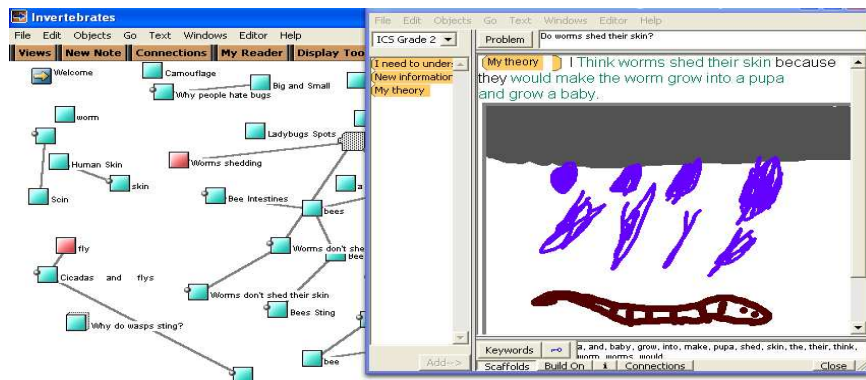 Invertebrates
File Edit Objects Go Text Windows Editor Help
Views New Note Connections My Reader Display Too
Welcome
Camouflage
Big and Small
Why people hate bugs
worm
Ladybugs Spots
Worms shedding
Human Skin
skin
Soin
Bee Intestines
a
bees
fly
Worms don't she
Bee
Cicadas and flys
Worms don't shed their skin
Bees Sting
Why do wasps sting?
bee
File Edit Objects Go Text Windows Editor Help
ICS Grade 2
Problem Do worms shed their skin?
I need to unders
New information
My theory
My theory I Think worms shed their skin because
they would make the worm grow into a pupa
and grow a baby.
Add-->
Keywords a, and, baby, grow, into, make, pupa, shed, skin, the, their, think,
worm, worms, would
Scaffolds Build On i Connections Close